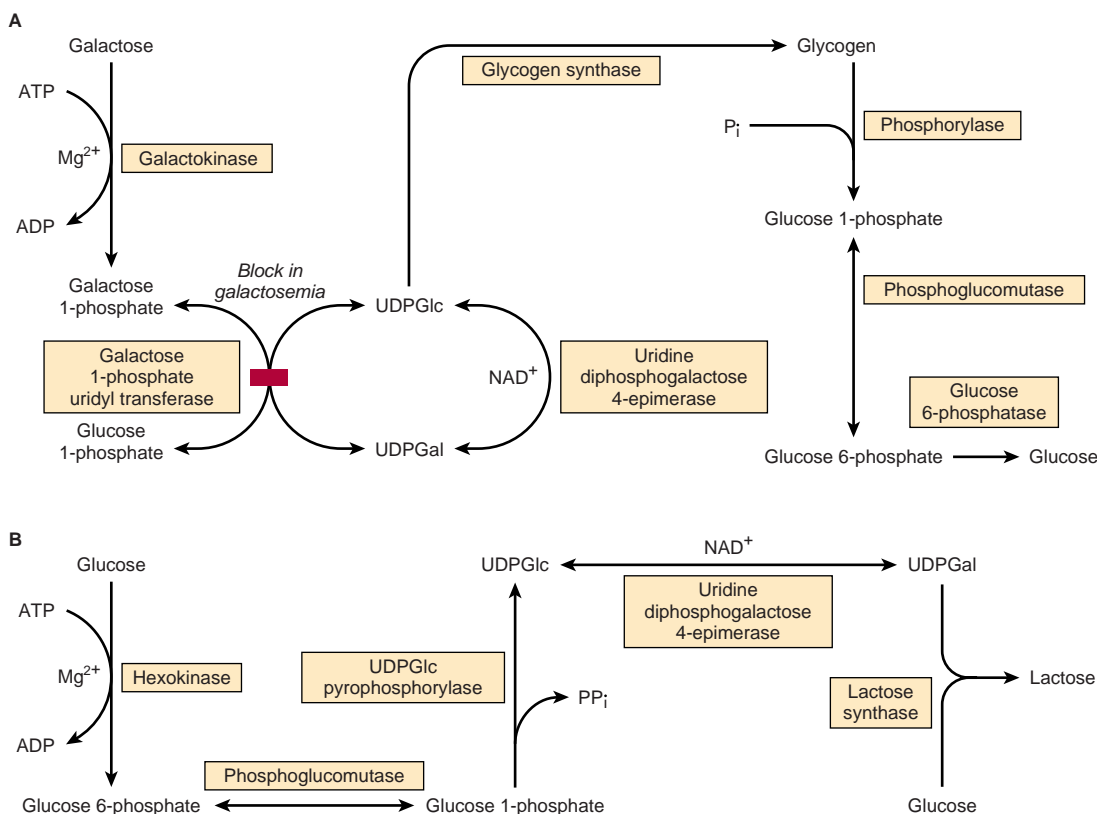 A
Galactose
Glycogen
Glycogen synthase
ATP
Pi
Phosphorylase
Mg2+
Galactokinase
ADP
Glucose 1-phosphate
Block in
galactosemia
Galactose
1-phosphate
UDPGlc
Phosphoglucomutase
Galactose
1-phosphate
uridyl transferase
NAD+
Uridine
diphosphogalactose
4-epimerase
Glucose
6-phosphatase
Glucose
1-phosphate
UDPGal
Glucose 6-phosphate
Glucose
B
Glucose
UDPGlc
NAD+
UDPGal
ATP
Uridine
diphosphogalactose
4-epimerase
Mg2+
Hexokinase
UDPGlc
pyrophosphorylase
PPi
Lactose
synthase
Lactose
ADP
Phosphoglucomutase
Glucose 6-phosphate
Glucose 1-phosphate
Glucose